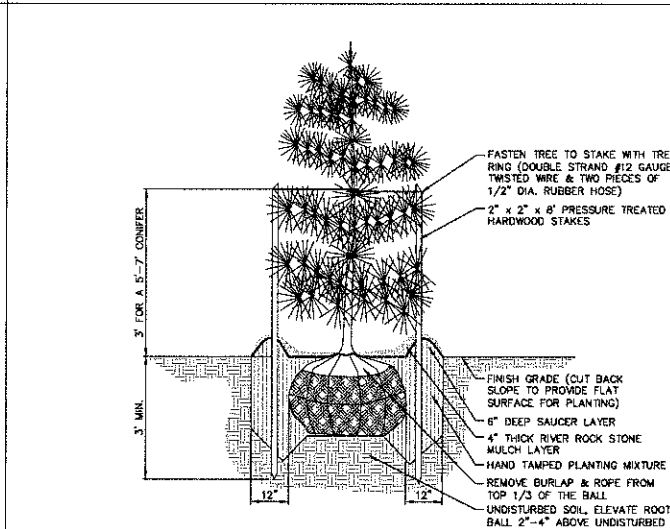 FASTEN TREE TO STAKE WITH TRE
RING (DOUBLE STRAND #12 GAUGE
TWISTED WIRE & TWO PIECES OF
1/2" DIA. RUBBER HOSE)
2" x 2" x 8' PRESSURE TREATED
HARDWOOD STAKES
3' FOR A 5'-7' CONIFER
3' MIN.
FINISH GRADE (CUT BACK
SLOPE TO PROVIDE FLAT
SURFACE FOR PLANTING)
6" DEEP SAUCER LAYER
4" THICK RIVER ROCK STONE
MULCH LAYER
HAND TAMPED PLANTING MIXTURE
REMOVE BURLAP & ROPE FROM
TOP 1/3 OF THE BALL
UNDISTURBED SOIL, ELEVATE ROOT
BALL 2"-4" ABOVE UNDISTURBED
12"
12"